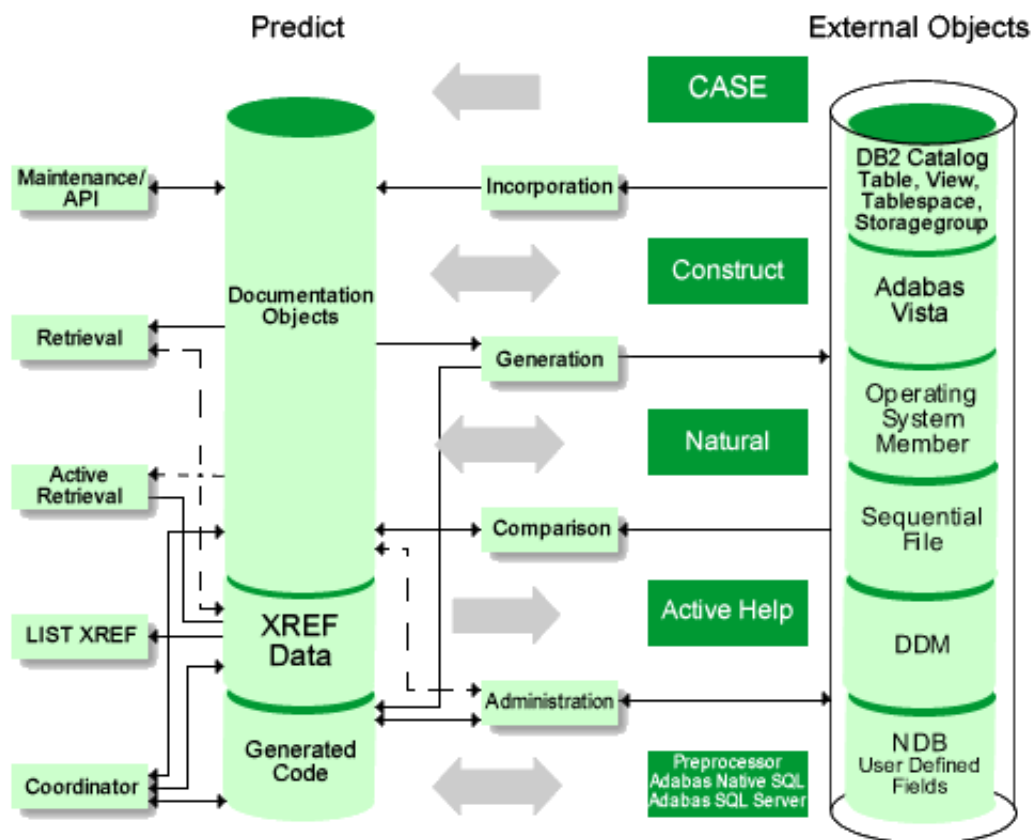 Predict
External Objects
CASE
DB2 Catalog
Table, View,
Tablespace,
Storagegroup
Maintenance/
API
Incorporation
Construct
Adabas
Vista
Documentation
Objects
Retrieval
Generation
Operating
System
Member
Natural
Active
Retrieval
Comparison
Sequential
File
Active Help
XREF
Data
LIST XREF
DDM
Administration
Generated
Code
NDB
User Defined
Fields
Preprocessor
Adabas Native SQL
Adabas SQL Server
Coordinator